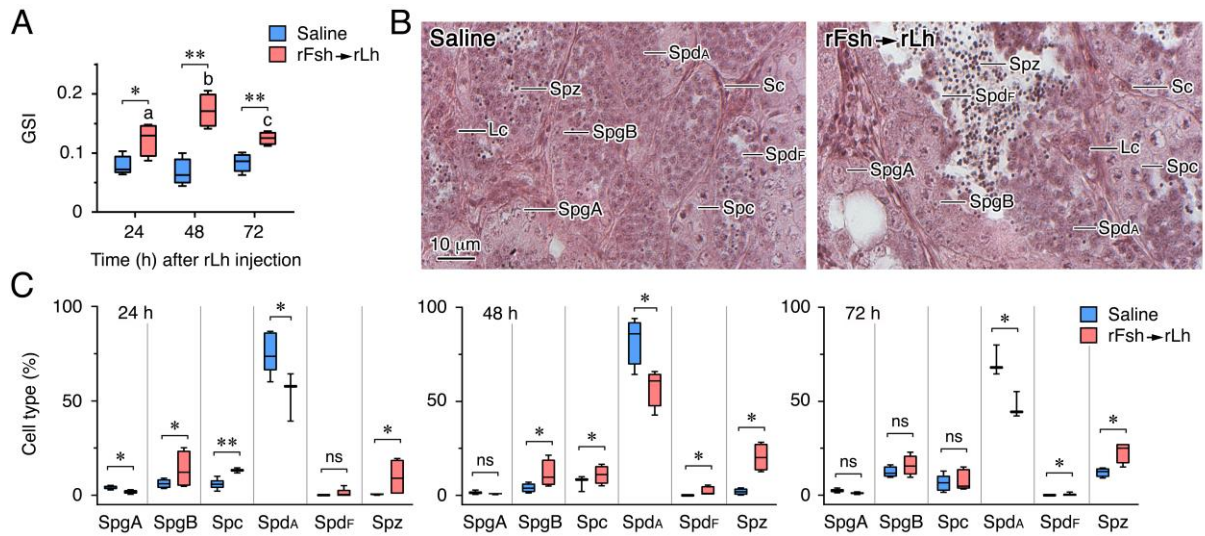 A
Saline
rFsh→rLh
GSI
0.2
0.1
0
*
a
**
b
**
c
24 48 72
Time (h) after rLh injection
B
Saline
SpdA
Spz
Sc
Lc
SpgB
SpdF
SpgA
Spc
10 μm
rFsh→rLh
Spz
Sc
SpdF
Lc
SpgA
Spc
SpgB
SpdA
C
Cell type (%)
100
50
0
24 h
* * ** * ns *
SpgA SpgB Spc SpdA SpdF Spz
100
50
0
48 h
ns * * * * *
SpgA SpgB Spc SpdA SpdF Spz
100
50
0
72 h
ns ns ns * * *
SpgA SpgB Spc SpdA SpdF Spz
Saline
rFsh→rLh